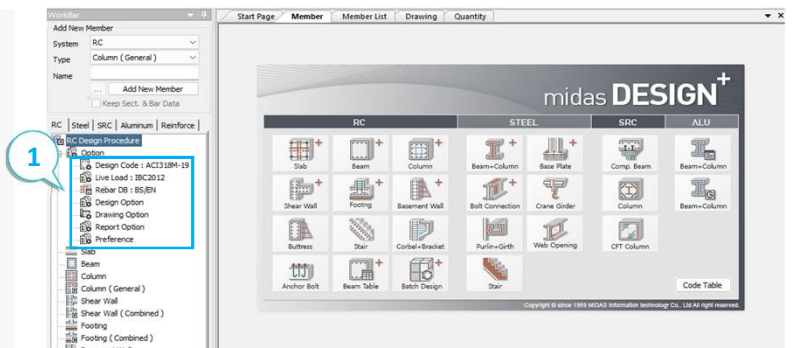 WorkBar
Start Page
Member
Member List
Drawing
Quantity
Add New Member
System
RC
Type
Column ( General )
Name
...
Add New Member
Keep Sect. & Bar Data
RC
Steel
SRC
Aluminum
Reinforce
RC Design Procedure
Option
1
Design Code : ACI318M-19
Live Load : IBC2012
Rebar DB : BS/EN
Design Option
Drawing Option
Report Option
Preference
Slab
Beam
Column
Column ( General )
Shear Wall
Shear Wall ( Combined )
Footing
Footing ( Combined )
midas DESIGN+
RC
STEEL
SRC
ALU
Slab
Beam
Column
Beam+Column
Base Plate
Comp. Beam
Beam+Column
Shear Wall
Footng
Basement Wall
Bolt Connection
Crane Girder
Column
Beam+Column
Buttress
Stair
Corbel+Bracket
Purlin+Girth
Web Opening
CFT Column
Anchor Bolt
Beam Table
Batch Design
Stair
Code Table
Copyright © since 1989 MIDAS Information technology Co., Ltd All right reserved.